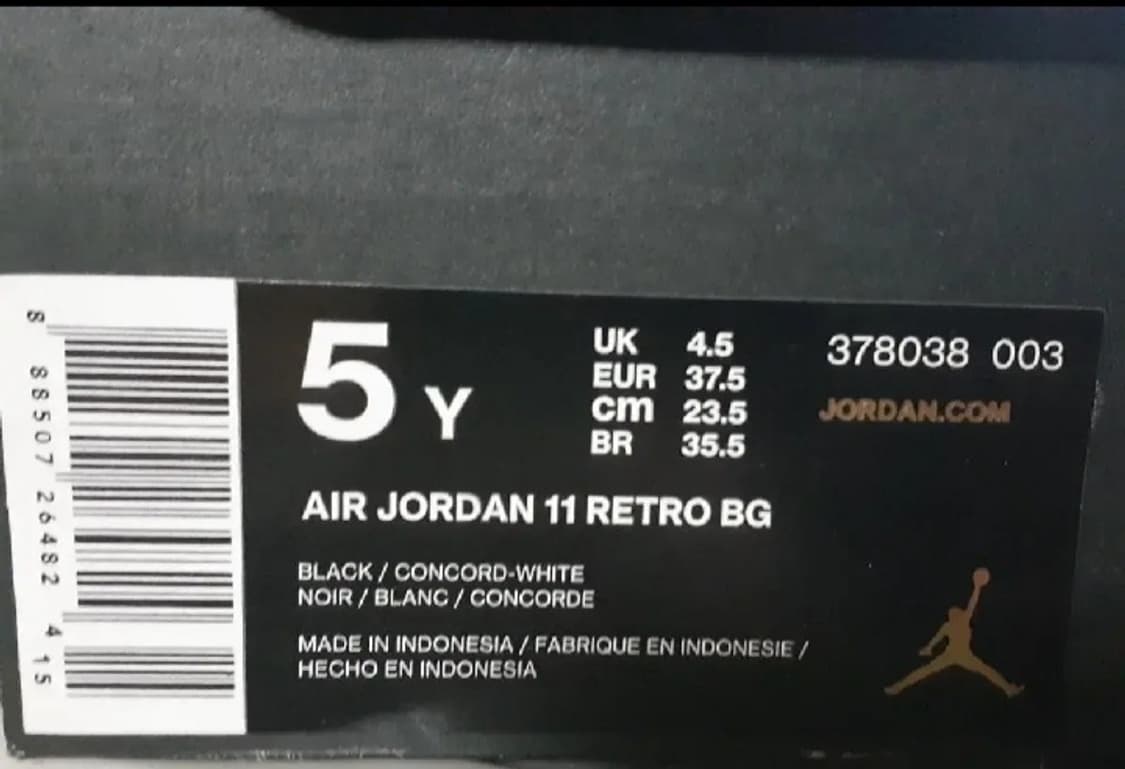 8 88507 26482 4 15
5 Y
UK 4.5
EUR 37.5
cm 23.5
BR 35.5
378038 003
JORDAN.COM
AIR JORDAN 11 RETRO BG
BLACK / CONCORD-WHITE
NOIR / BLANC / CONCORDE
MADE IN INDONESIA / FABRIQUE EN INDONESIE /
HECHO EN INDONESIA